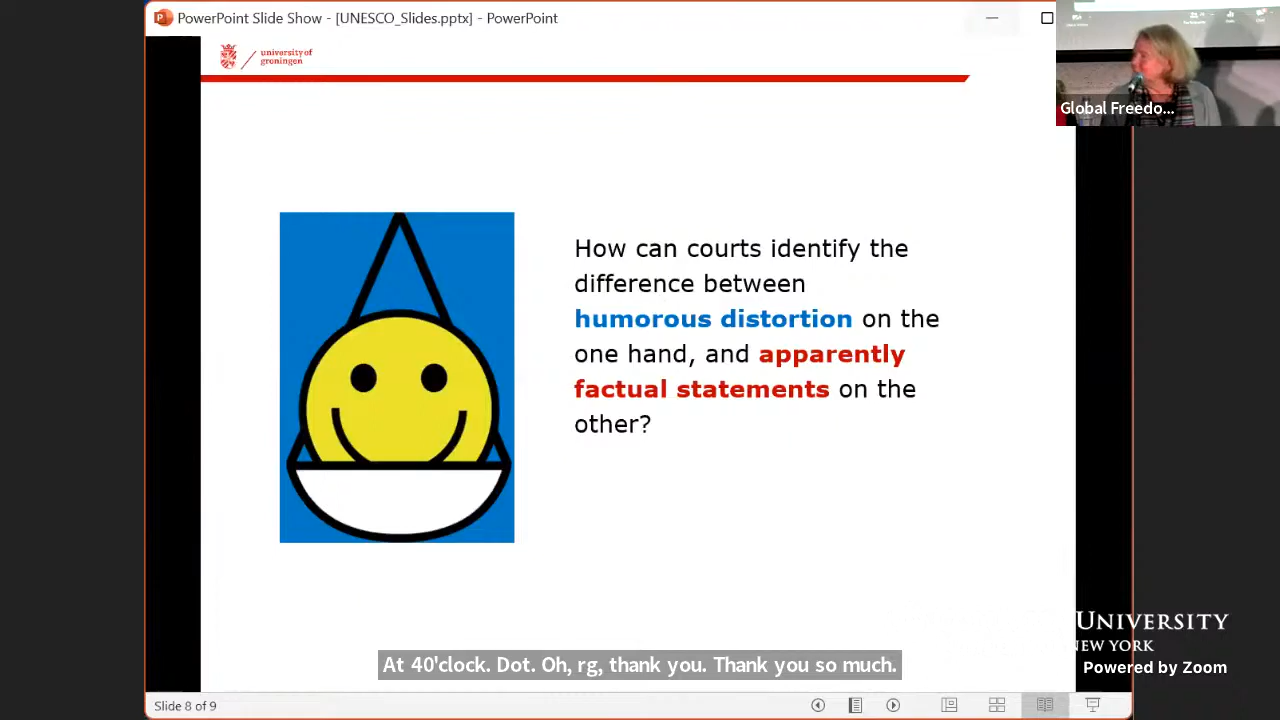 PowerPoint Slide Show - [UNESCO_Slides.pptx] - PowerPoint
university of
groningen
Global Freedo...
How can courts identify the
difference between
humorous distortion on the
one hand, and apparently
factual statements on the
other?
UNIVERSITY
NEW YORK
Powered by Zoom
At 40'clock. Dot. Oh, rg, thank you. Thank you so much.
Slide 8 of 9